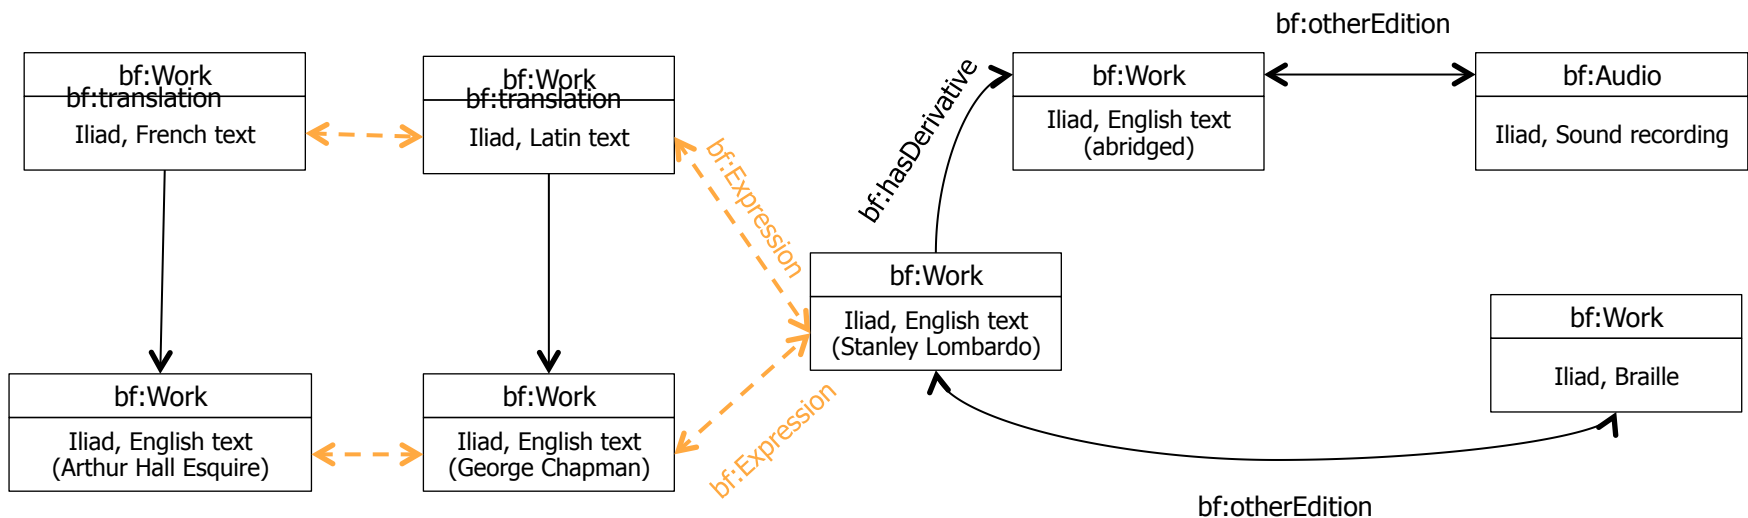 bf:otherEdition
bf:Work
bf:translation
Iliad, French text
bf:Work
bf:translation
Iliad, Latin text
bf:Expression
bf:hasDerivative
bf:Work
Iliad, English text
(abridged)
bf:Audio
Iliad, Sound recording
bf:Work
Iliad, English text
(Stanley Lombardo)
bf:Work
Iliad, Braille
bf:Work
Iliad, English text
(Arthur Hall Esquire)
bf:Work
Iliad, English text
(George Chapman)
bf:Expression
bf:otherEdition